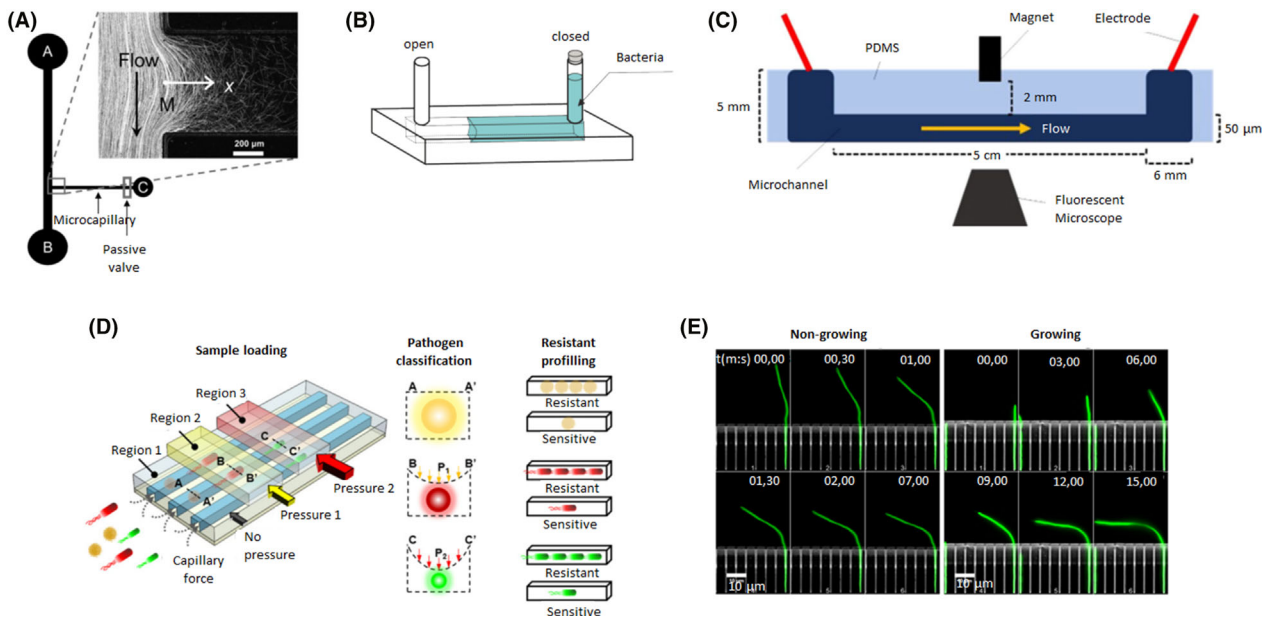 (A)
A
Flow
M
x
200 µm
C
Microcapillary
B
Passive
valve
(B)
open
closed
Bacteria
(C)
Magnet
Electrode
PDMS
5 mm
2 mm
Flow
50 µm
5 cm
6 mm
Microchannel
Fluorescent
Microscope
(D)
Sample loading
Region 3
Region 2
Region 1
C
C'
B
B'
A
A'
Pressure 2
Pressure 1
No
pressure
Capillary
force
Pathogen
classification
A A'
B P1 B'
C P2 C'
Resistant
profilling
Resistant
Sensitive
Resistant
Sensitive
Resistant
Sensitive
(E)
Non-growing
t(m:s) 00,00 00,30 01,00
01,30 02,00 07,00
10 µm
Growing
00,00 03,00 06,00
09,00 12,00 15,00
10 µm